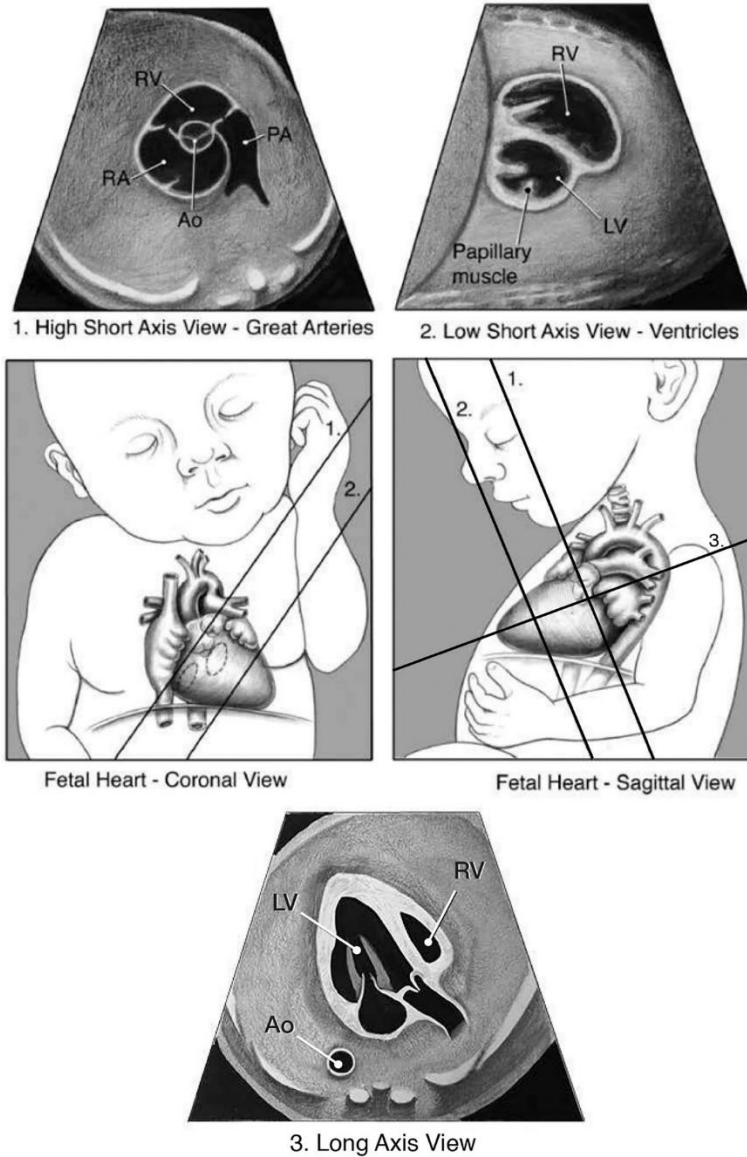 RV
PA
RA
Ao
1. High Short Axis View - Great Arteries
RV
LV
Papillary
muscle
2. Low Short Axis View - Ventricles
1.
2.
Fetal Heart - Coronal View
1.
2.
3.
Fetal Heart - Sagittal View
LV
RV
Ao
3. Long Axis View